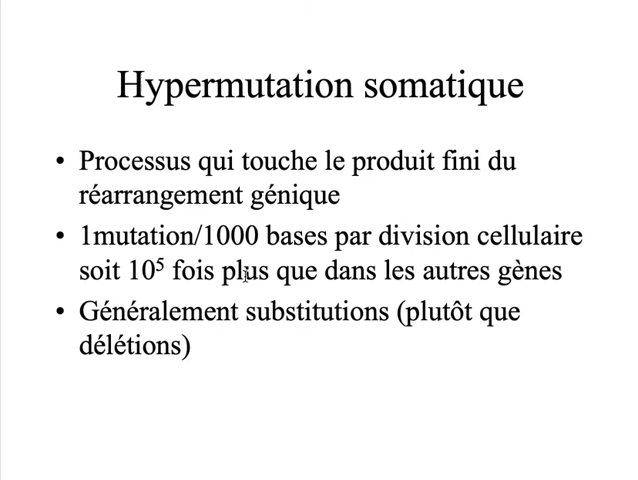 Hypermutation somatique
• Processus qui touche le produit fini du
réarrangement génique
• 1mutation/1000 bases par division cellulaire
soit 10⁵ fois plus que dans les autres gènes
• Généralement substitutions (plutôt que
délétions)